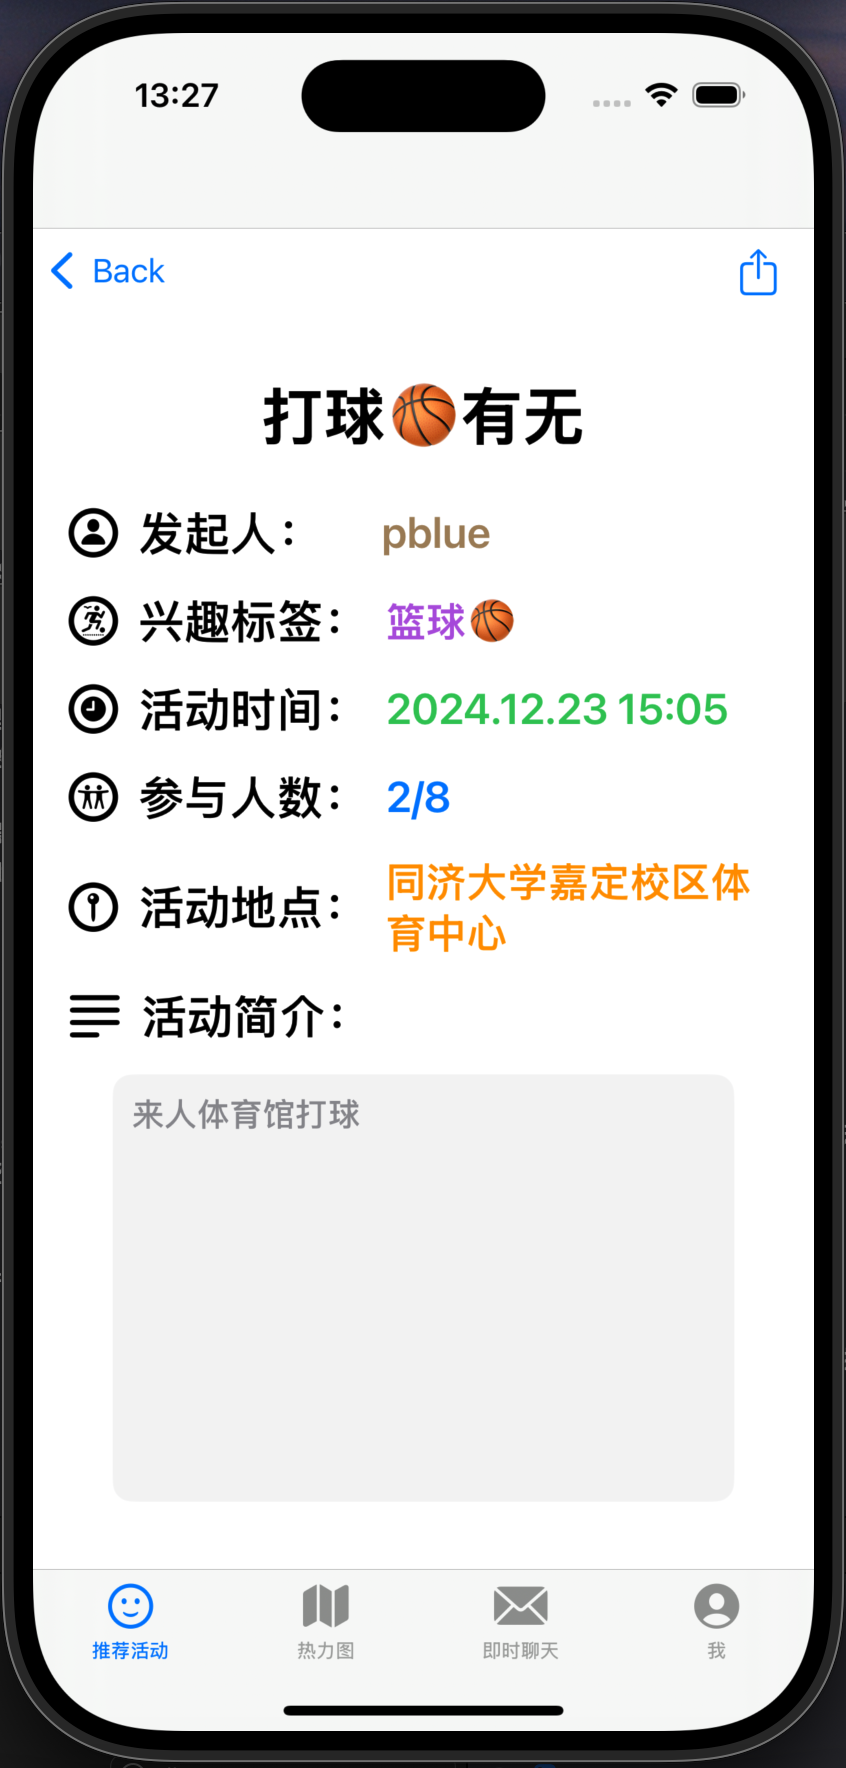 13:27
Back
打球🏀有无
发起人： pblue
兴趣标签： 篮球🏀
活动时间： 2024.12.23 15:05
参与人数： 2/8
活动地点： 同济大学嘉定校区体
育中心
活动简介：
来人体育馆打球
推荐活动 热力图 即时聊天 我